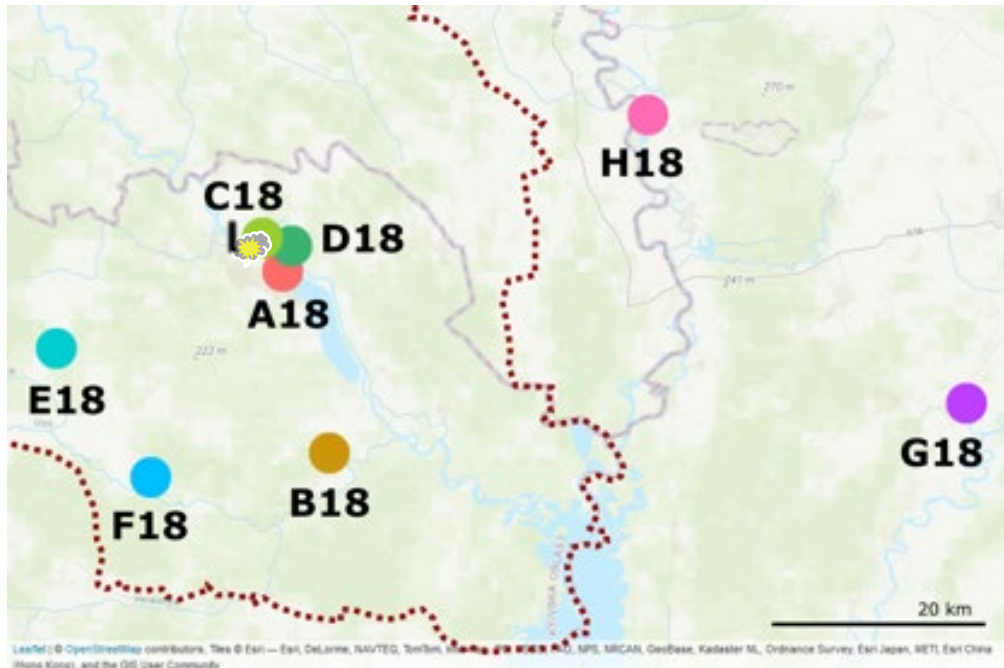 270 m
H18
C18
D18
A18
241 m
222 m
E18
G18
B18
F18
20 km
Leaflet | © OpenStreetMap contributors, Tiles © Esri — Esri, DeLorme, NAVTEQ, TomTom, FAO, NPS, NRCAN, GeoBase, Kadaster NL, Ordnance Survey, Esri Japan, METI, Esri China
(Hong Kong), and the GIS User Community